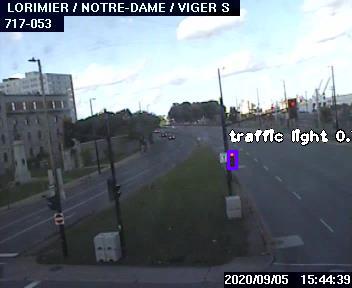 LORIMIER / NOTRE-DAME / VIGER S
717-053
traffic light 0.
2020/09/05 15:44:39